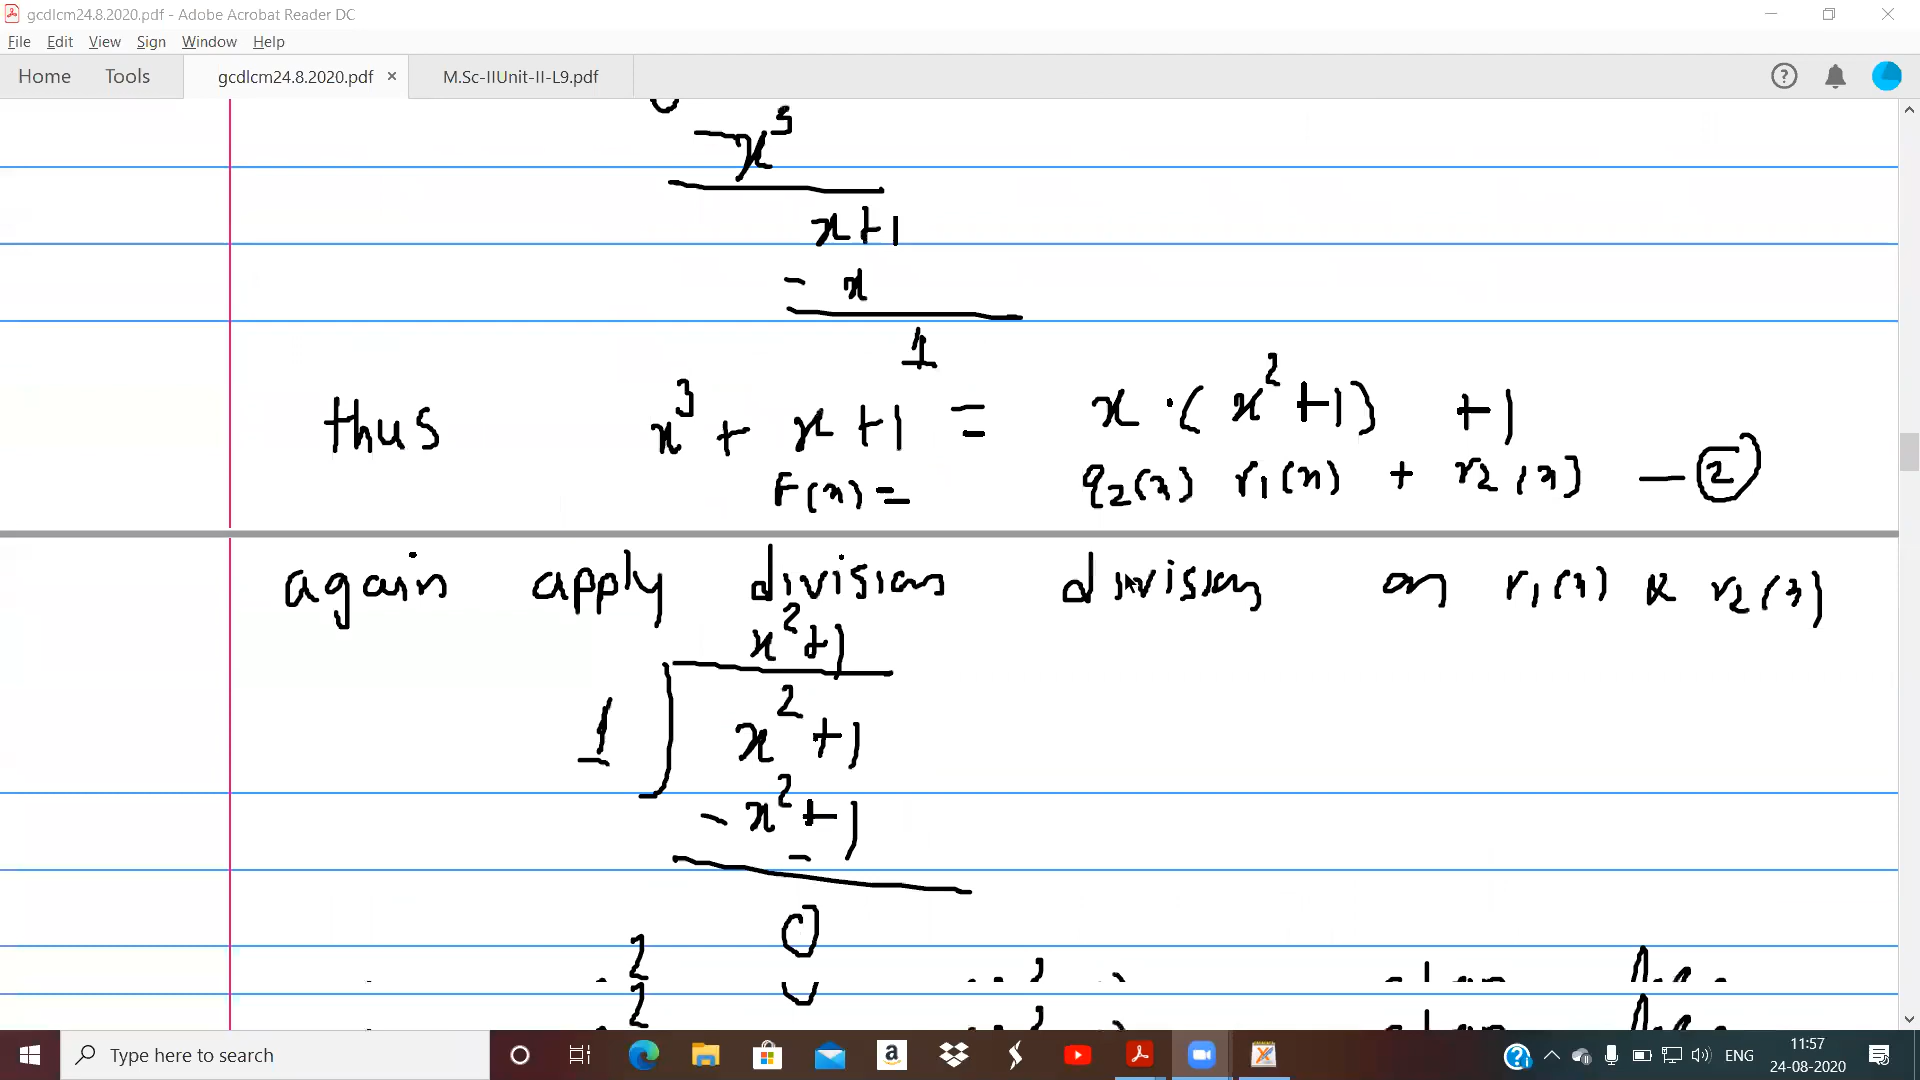 gcdlcm24.8.2020.pdf - Adobe Acrobat Reader DC
File Edit View Sign Window Help
Home Tools gcdlcm24.8.2020.pdf × M.Sc-IIUnit-II-L9.pdf
- x³
x+1
- x
1
thus x³ + x +1 = x ·( x² +1) +1
F(x) = q2(x) r1(x) + r2(x) — ②
again apply division division on r1(x) & r2(x)
x²+1
1 x²+1
- x²+1
-
0
Type here to search
ENG
11:57
24-08-2020